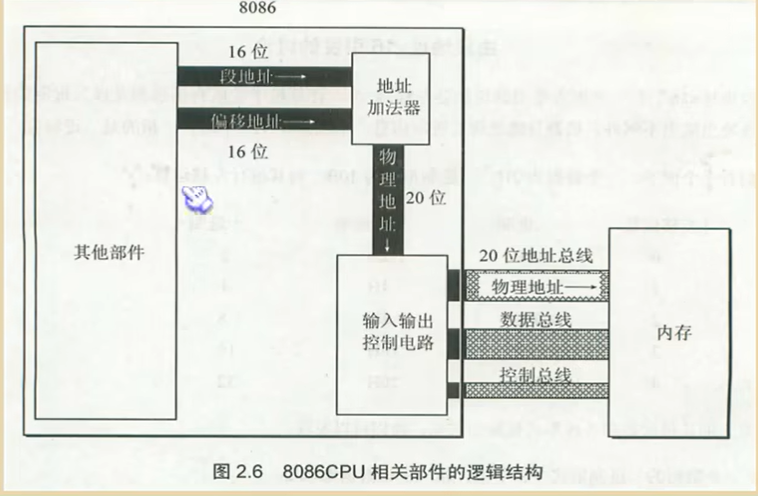 8086
16 位
段地址
偏移地址
16 位
地址
加法器
物理地址
20 位
其他部件
输入输出
控制电路
20 位地址总线
物理地址
数据总线
控制总线
内存
图 2.6 8086CPU 相关部件的逻辑结构